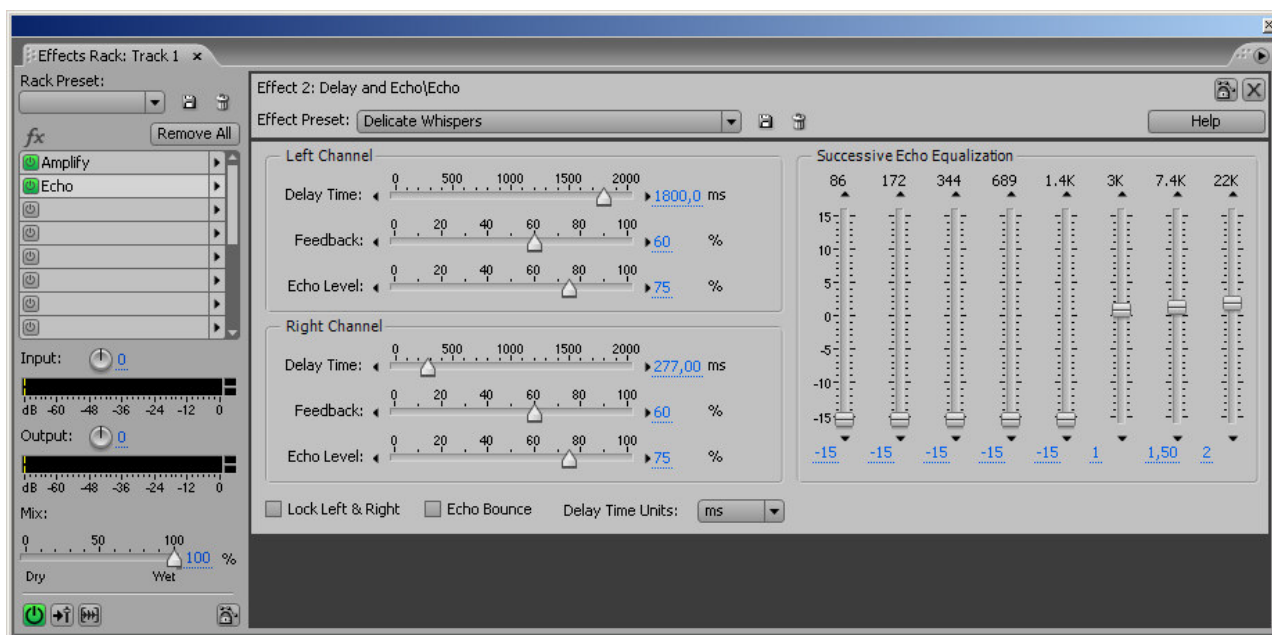 Effects Rack: Track 1
Rack Preset:
fx
Remove All
Amplify
Echo
Input: 0
dB -60 -48 -36 -24 -12 0
Output: 0
dB -60 -48 -36 -24 -12 0
Mix:
0 50 100
100 %
Dry Wet
Effect 2: Delay and Echo\Echo
Effect Preset: Delicate Whispers
Help
Left Channel
0 500 1000 1500 2000
Delay Time: 1800,0 ms
0 20 40 60 80 100
Feedback: 60 %
0 20 40 60 80 100
Echo Level: 75 %
Right Channel
0 500 1000 1500 2000
Delay Time: 277,00 ms
0 20 40 60 80 100
Feedback: 60 %
0 20 40 60 80 100
Echo Level: 75 %
Lock Left & Right Echo Bounce Delay Time Units: ms
Successive Echo Equalization
86 172 344 689 1.4K 3K 7.4K 22K
15
10
5
0
-5
-10
-15
-15 -15 -15 -15 -15 1 1,50 2